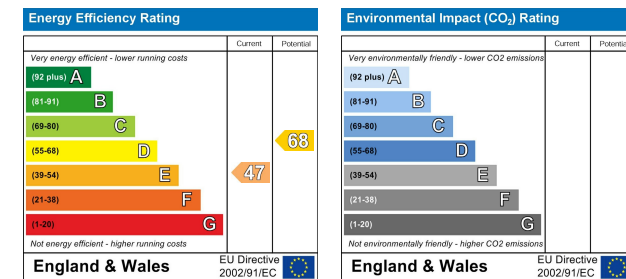 Energy Efficiency Rating
Current Potential
Very energy efficient - lower running costs
(92 plus) A
(81-91) B
(69-80) C
(55-68) D
(39-54) E
(21-38) F
(1-20) G
47
68
Not energy efficient - higher running costs
England & Wales
EU Directive
2002/91/EC
Environmental Impact (CO₂) Rating
Current Potential
Very environmentally friendly - lower CO2 emissions
(92 plus) A
(81-91) B
(69-80) C
(55-68) D
(39-54) E
(21-38) F
(1-20) G
Not environmentally friendly - higher CO2 emissions
England & Wales
EU Directive
2002/91/EC